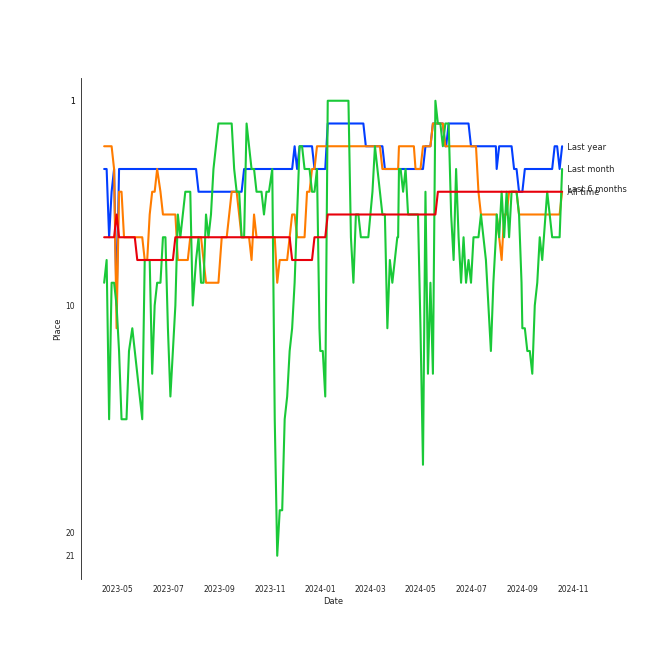 1
10
20
21
Place
2023-05
2023-07
2023-09
2023-11
2024-01
2024-03
2024-05
2024-07
2024-09
2024-11
Date
Last year
Last month
Last 6 months
All time